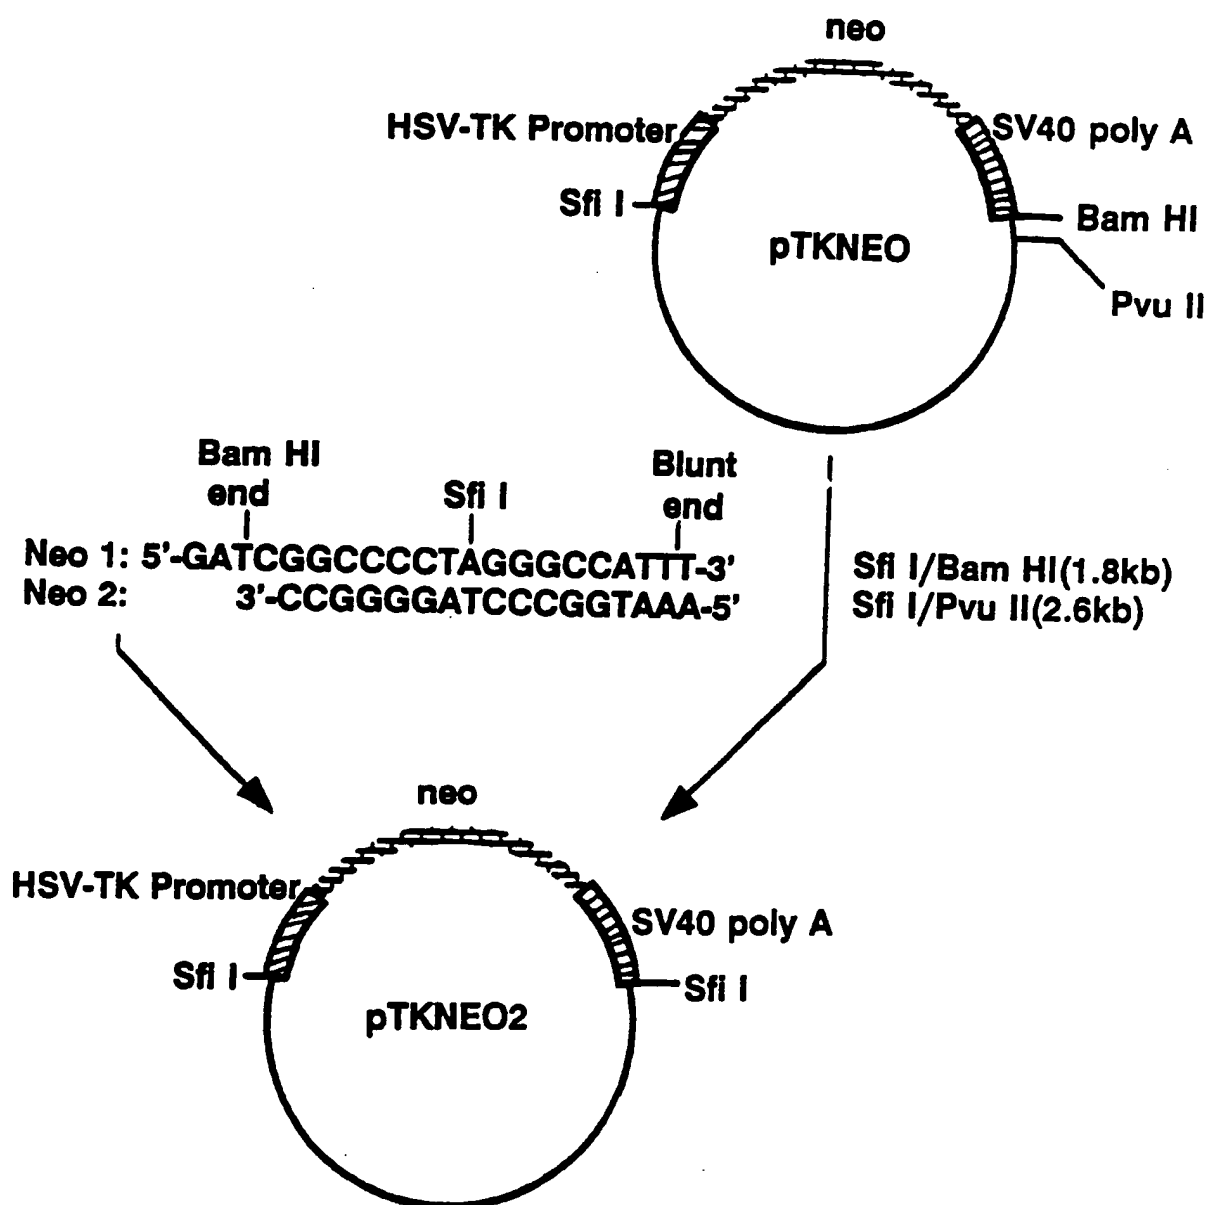 neo
HSV-TK Promoter
SV40 poly A
Sfi I
Bam HI
pTKNEO
Pvu II
Bam HI
end
Sfi I
Blunt
end
Neo 1: 5'-GATCGGCCCCTAGGGCCATTT-3'
Neo 2: 3'-CCGGGGATCCCGGTAAA-5'
Sfi I/Bam HI(1.8kb)
Sfi I/Pvu II(2.6kb)
neo
HSV-TK Promoter
SV40 poly A
Sfi I
Sfi I
pTKNEO2